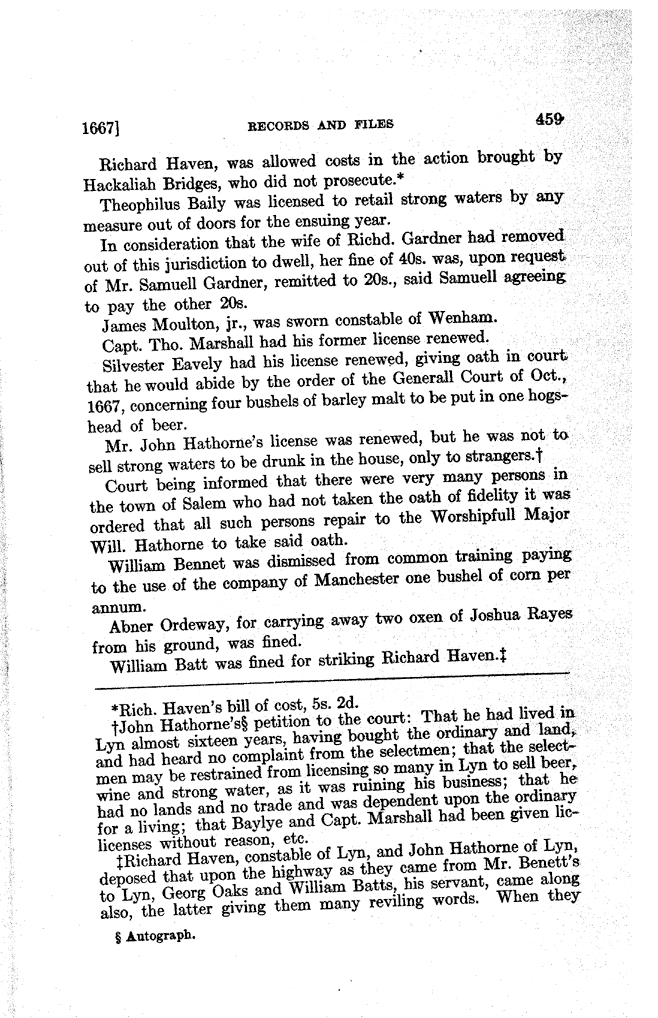 1667] RECORDS AND FILES 459
Richard Haven, was allowed costs in the action brought by
Hackaliah Bridges, who did not prosecute.*
Theophilus Baily was licensed to retail strong waters by any
measure out of doors for the ensuing year.
In consideration that the wife of Richd. Gardner had removed
out of this jurisdiction to dwell, her fine of 40s. was, upon request
of Mr. Samuell Gardner, remitted to 20s., said Samuell agreeing
to pay the other 20s.
James Moulton, jr., was sworn constable of Wenham.
Capt. Tho. Marshall had his former license renewed.
Silvester Eavely had his license renewed, giving oath in court
that he would abide by the order of the Generall Court of Oct.,
1667, concerning four bushels of barley malt to be put in one hogs-
head of beer.
Mr. John Hathorne's license was renewed, but he was not to
sell strong waters to be drunk in the house, only to strangers.†
Court being informed that there were very many persons in
the town of Salem who had not taken the oath of fidelity it was
ordered that all such persons repair to the Worshipfull Major
Will. Hathorne to take said oath.
William Bennet was dismissed from common training paying
to the use of the company of Manchester one bushel of corn per
annum.
Abner Ordeway, for carrying away two oxen of Joshua Rayes
from his ground, was fined.
William Batt was fined for striking Richard Haven.‡
*Rich. Haven's bill of cost, 5s. 2d.
†John Hathorne's§ petition to the court: That he had lived in
Lyn almost sixteen years, having bought the ordinary and land,
and had heard no complaint from the selectmen; that the select-
men may be restrained from licensing so many in Lyn to sell beer,
wine and strong water, as it was ruining his business; that he
had no lands and no trade and was dependent upon the ordinary
for a living; that Baylye and Capt. Marshall had been given lic-
licenses without reason, etc.
‡Richard Haven, constable of Lyn, and John Hathorne of Lyn,
deposed that upon the highway as they came from Mr. Benett's
to Lyn, Georg Oaks and William Batts, his servant, came along
also, the latter giving them many reviling words. When they
§ Autograph.